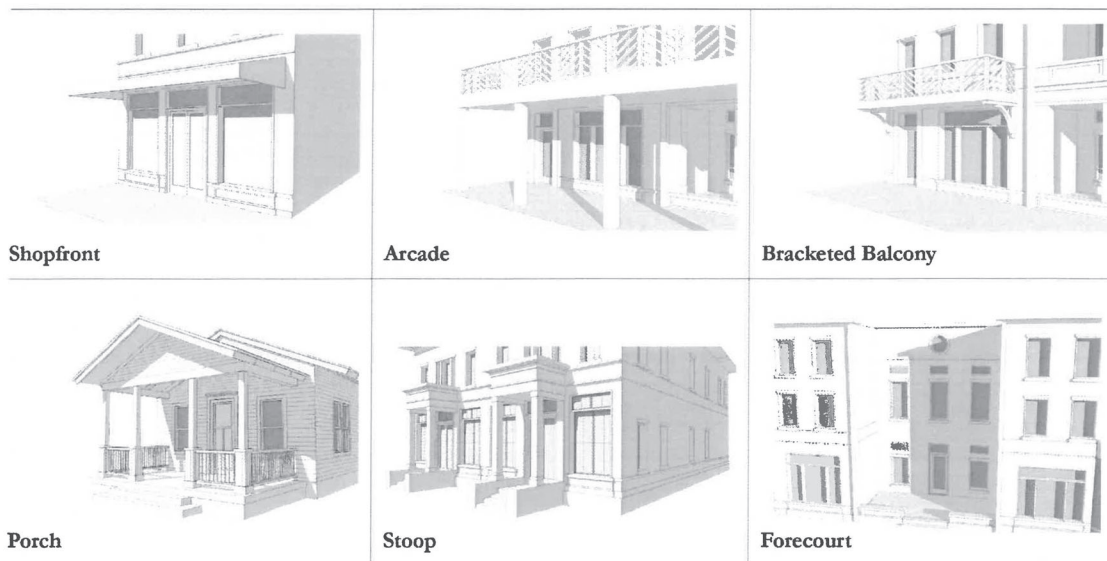 Shopfront
Arcade
Bracketed Balcony
Porch
Stoop
Forecourt